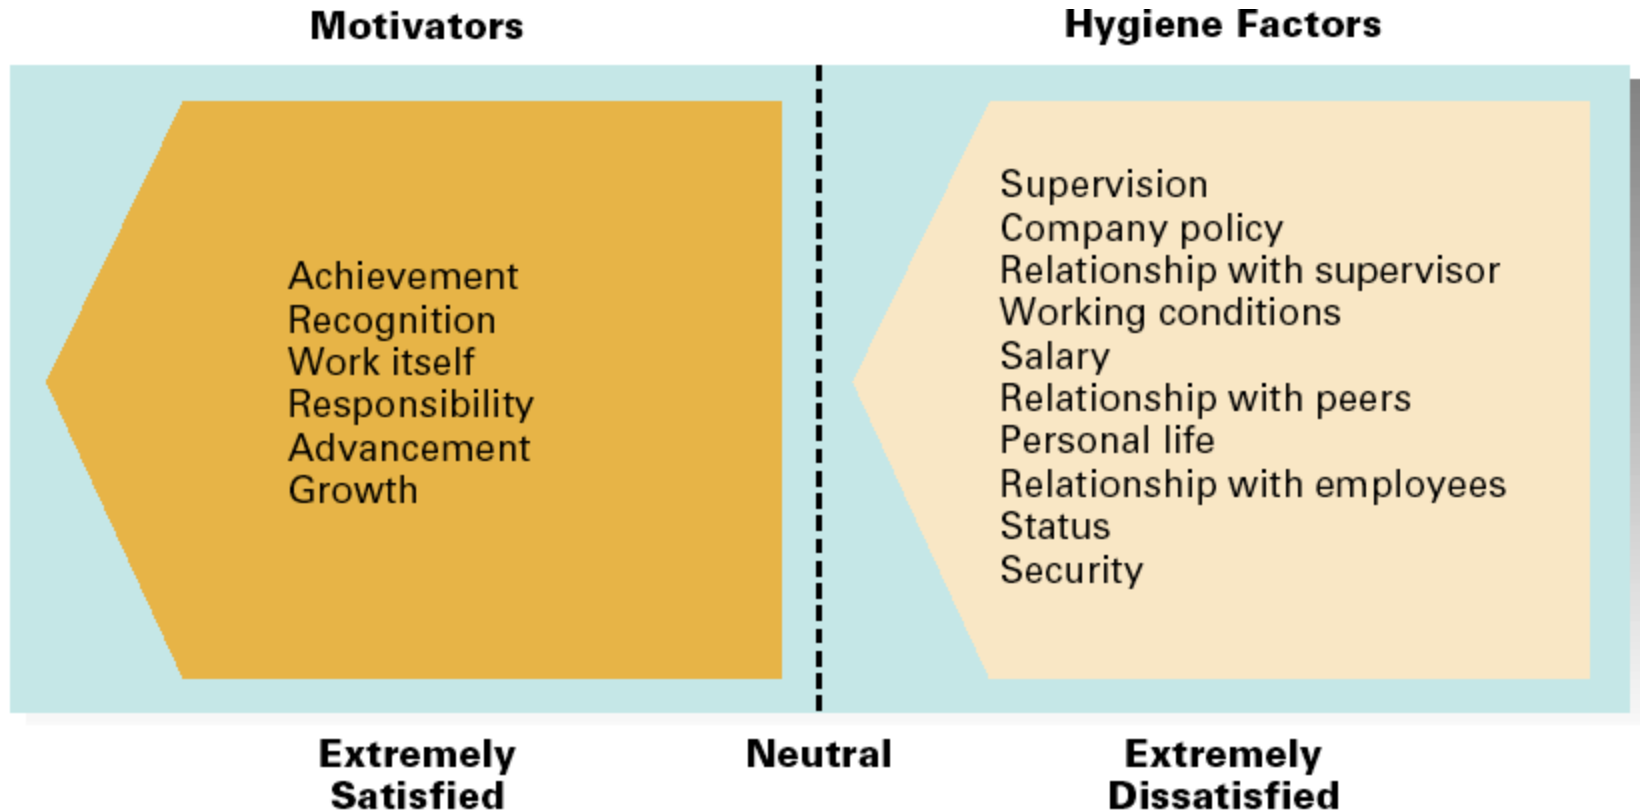 Motivators
Hygiene Factors
Achievement
Recognition
Work itself
Responsibility
Advancement
Growth
Supervision
Company policy
Relationship with supervisor
Working conditions
Salary
Relationship with peers
Personal life
Relationship with employees
Status
Security
Extremely
Satisfied
Neutral
Extremely
Dissatisfied